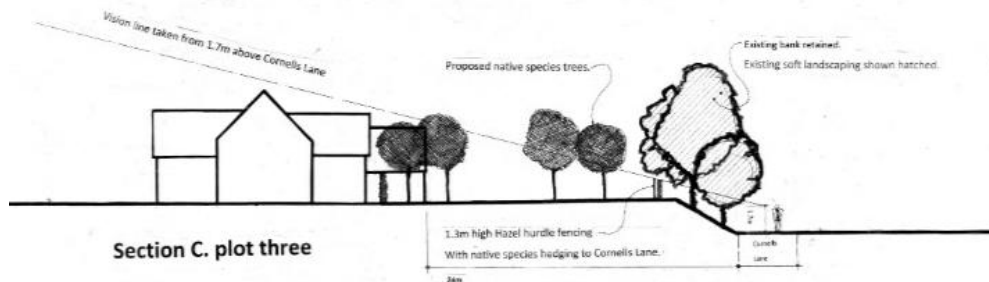 Vision line taken from 1.7m above Cornells Lane
Existing bank retained.
Proposed native species trees.
Existing soft landscaping shown hatched.
1.3m high Hazel hurdle fencing
With native species hedging to Cornells Lane.
Section C. plot three
Cornells
Lane